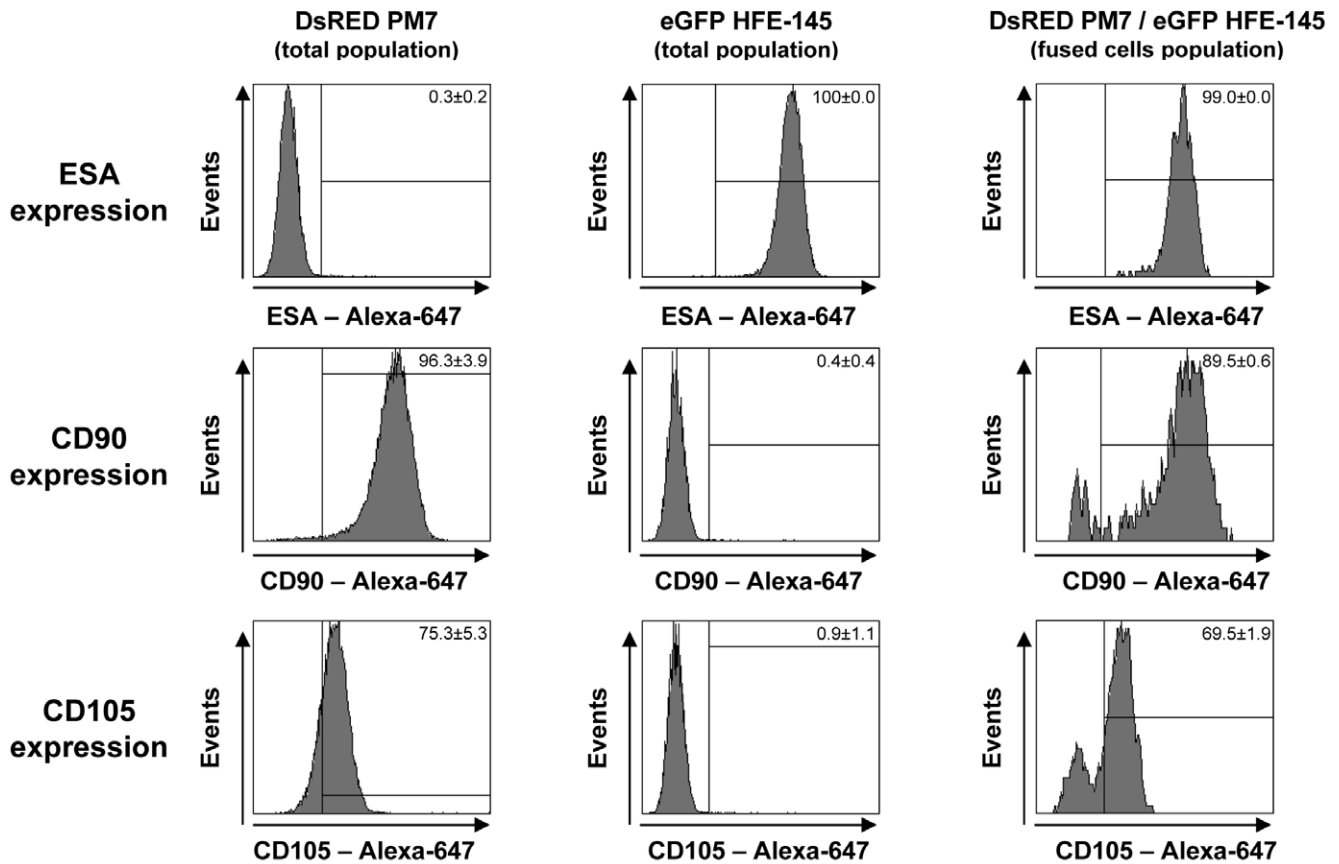 DsRED PM7
(total population)
eGFP HFE-145
(total population)
DsRED PM7 / eGFP HFE-145
(fused cells population)
ESA
expression
Events
0.3±0.2
ESA – Alexa-647
Events
100±0.0
ESA – Alexa-647
Events
99.0±0.0
ESA – Alexa-647
CD90
expression
Events
96.3±3.9
CD90 – Alexa-647
Events
0.4±0.4
CD90 – Alexa-647
Events
89.5±0.6
CD90 – Alexa-647
CD105
expression
Events
75.3±5.3
CD105 – Alexa-647
Events
0.9±1.1
CD105 – Alexa-647
Events
69.5±1.9
CD105 – Alexa-647